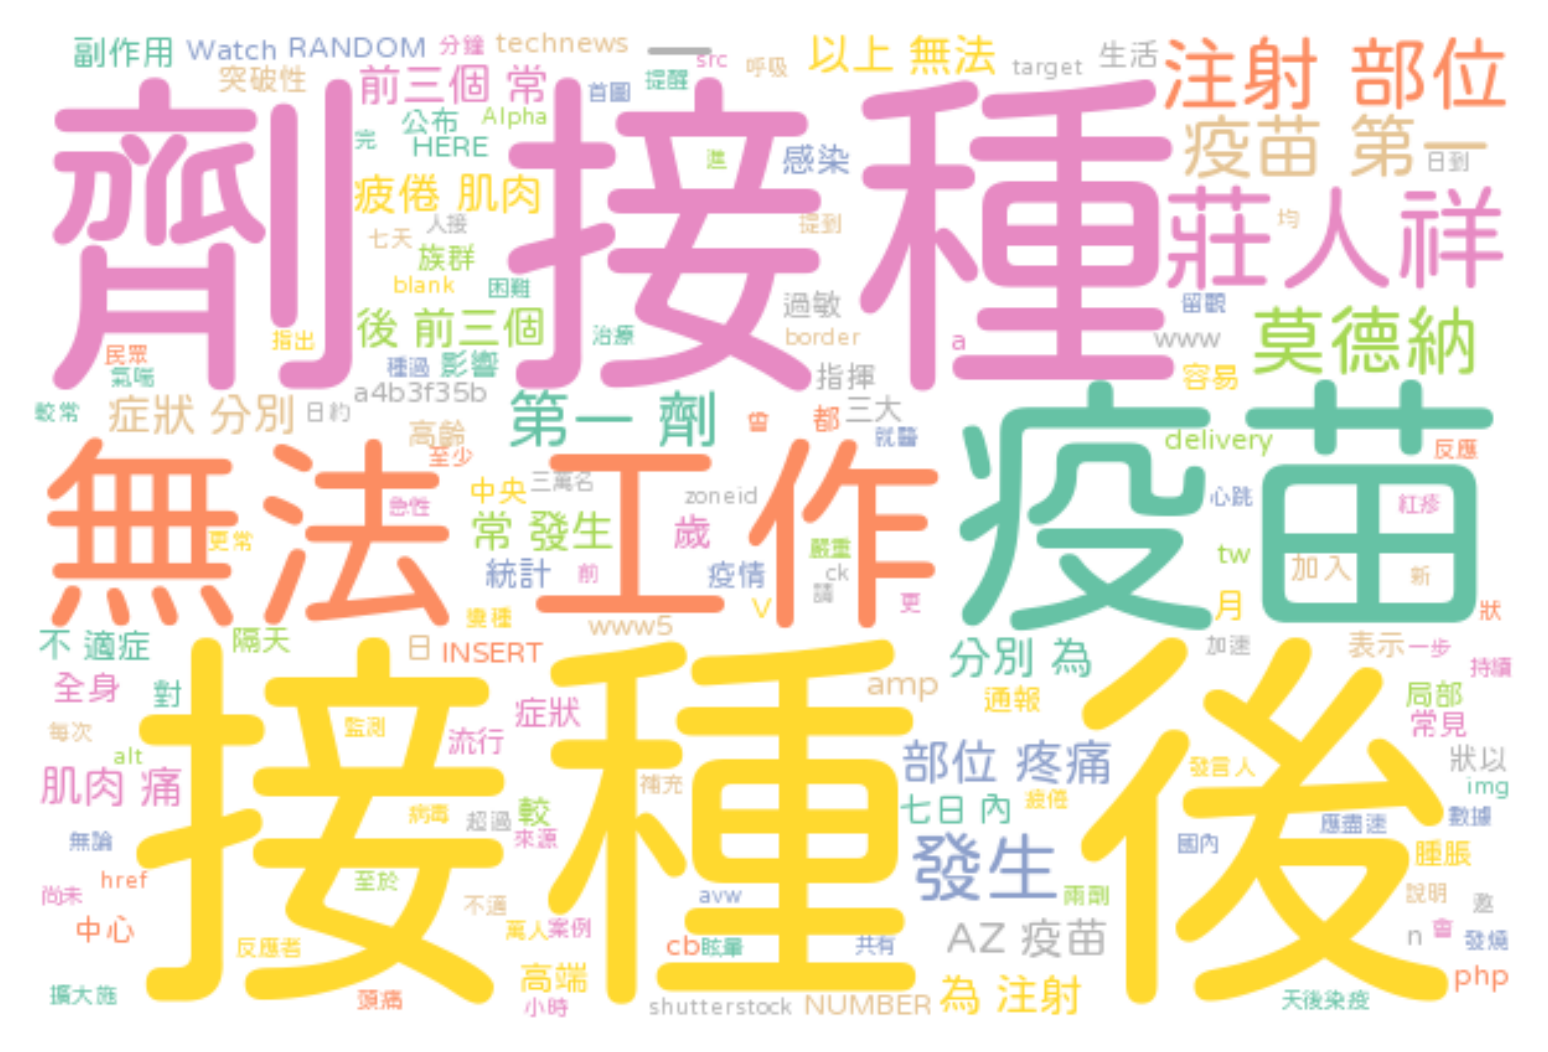 副作用 Watch RANDOM 分鐘 technews 一 src 呼吸 以上 無法 target 生活 注射 部位
突破性 前三個 常 首圖 提醒
劑 接種
完 公布 Alpha HERE 進 感染 疫苗 第一 日到
疲倦 肌肉 人接 七天 族群 提到 莊人祥 均
blank 困難 過敏 留觀
指出 後 前三個 治療 border a www 莫德納
民眾 氣喘 種過 影響 指揮 容易
較常 症狀 分別 日約 a4b3f35b 第一 劑 曾 都 三大 就醫
高齡 至少 delivery 反應
無法 工作 疫苗
更常 急性 中央 三萬名 zoneid 心跳 紅疹
常 發生 歲 嚴重 tw 加入 新
統計 前 疫情 ck 請 更 月 狀
變種 www5 V
不 適症 隔天 日 INSERT 分別 為 加速 表示 一步 持續
全身 對 症狀 amp 通報 局部 常見
接種 後
每次 alt 監測 流行 部位 疼痛 發言人 狀以 img
肌肉 痛 補充 病毒 超過 較 七日 內 疲倦 應盡速 數據
無論 來源 發生 國內 腫脹
尚未 href 至於 不適 avw 兩劑 說明 邀
中心 反應者 萬人 案例 cb 眩暈 共有 AZ 疫苗 n 會 發燒
擴大施 頭痛 高端 小時 shutterstock NUMBER 為 注射 天後染疫 php